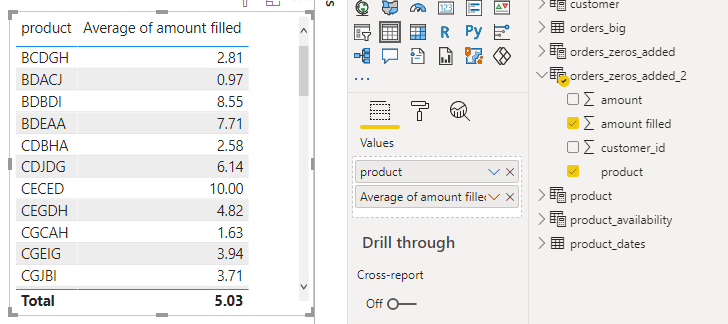 product Average of amount filled
BCDGH 2.81
BDACJ 0.97
BDBDI 8.55
BDEAA 7.71
CDBHA 2.58
CDJDG 6.14
CECED 10.00
CEGDH 4.82
CGCAH 1.63
CGEIG 3.94
CGJBI 3.71
Total 5.03
123
R Py
...
Values
product
Average of amount filled
Drill through
Cross-report
Off
customer
orders_big
orders_zeros_added
orders_zeros_added_2
∑ amount
∑ amount filled
∑ customer_id
product
product
product_availability
product_dates